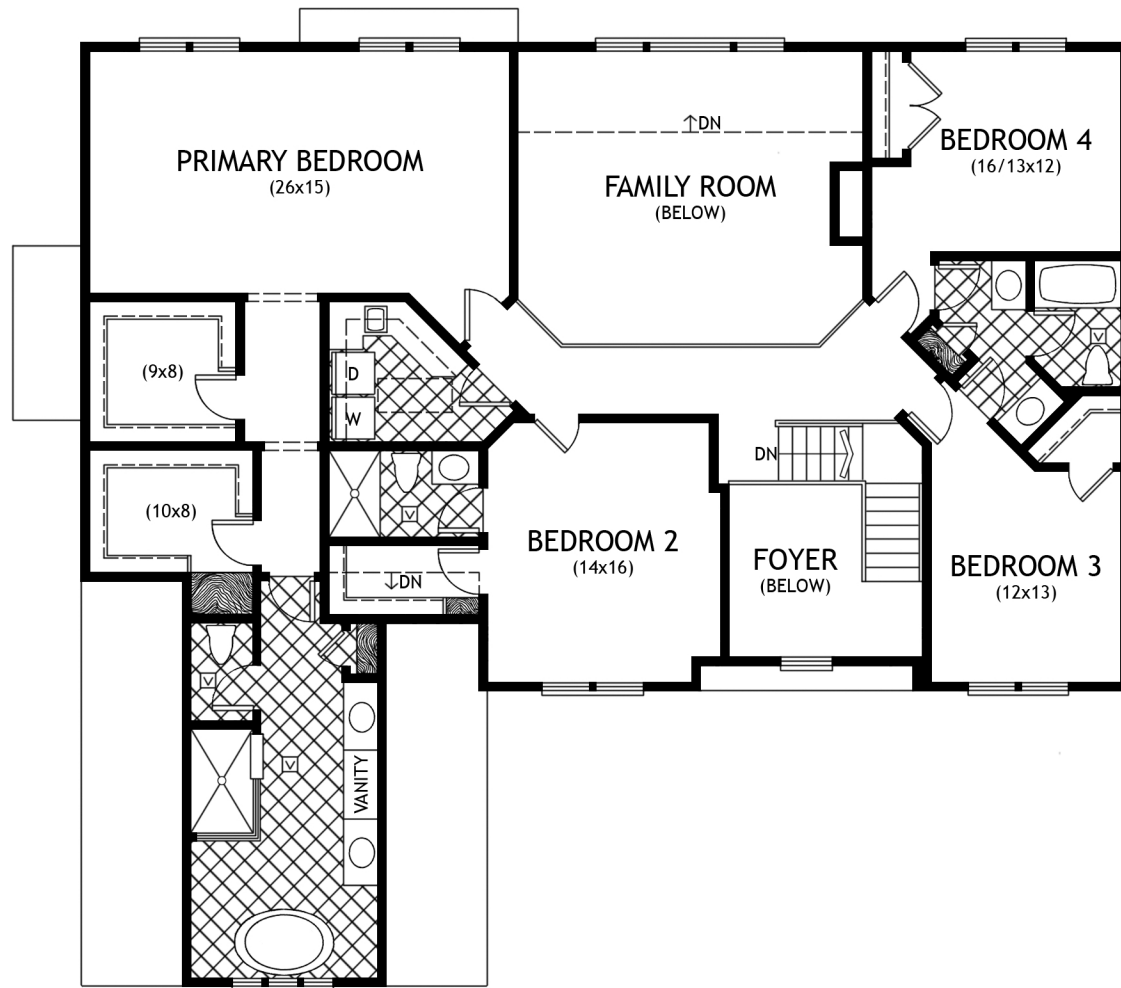 ↑DN
PRIMARY BEDROOM
(26x15)
FAMILY ROOM
(BELOW)
BEDROOM 4
(16/13x12)
(9x8)
D
W
DN
(10x8)
↓DN
BEDROOM 2
(14x16)
FOYER
(BELOW)
BEDROOM 3
(12x13)
V
V
V
V
V
VANITY